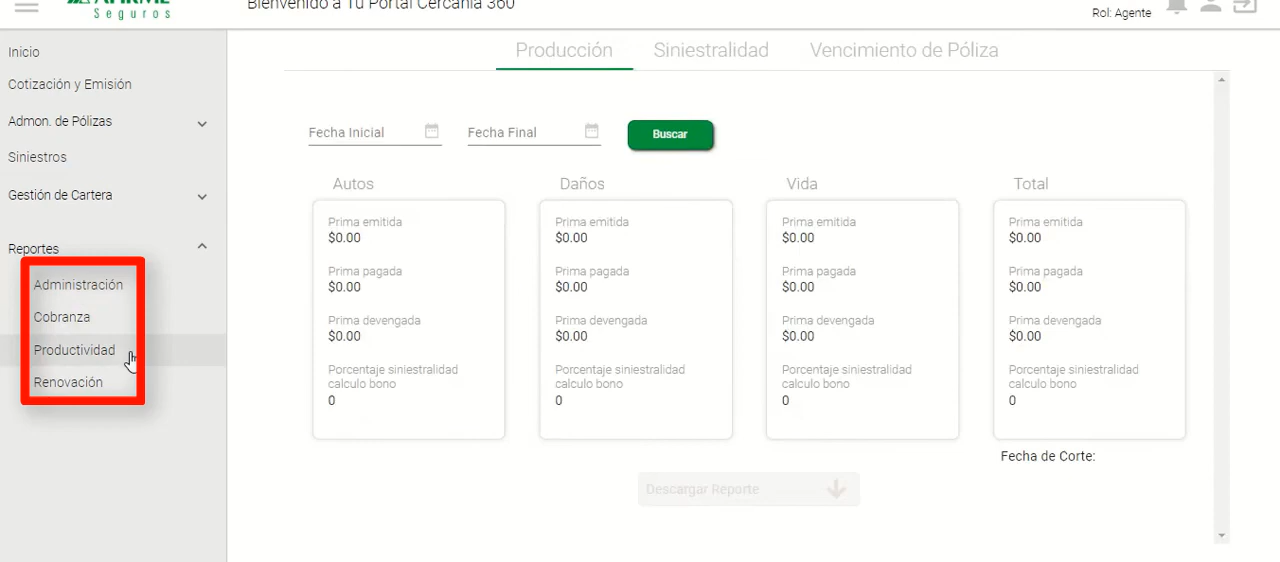 AFIRME
Seguros
Bienvenido a Tu Portal Cercanía 360
Rol: Agente
Inicio
Cotización y Emisión
Admon. de Pólizas
Siniestros
Gestión de Cartera
Reportes
Administración
Cobranza
Productividad
Renovación
Producción Siniestralidad Vencimiento de Póliza
Fecha Inicial Fecha Final Buscar
Autos Daños Vida Total
Prima emitida Prima emitida Prima emitida Prima emitida
$0.00 $0.00 $0.00 $0.00
Prima pagada Prima pagada Prima pagada Prima pagada
$0.00 $0.00 $0.00 $0.00
Prima devengada Prima devengada Prima devengada Prima devengada
$0.00 $0.00 $0.00 $0.00
Porcentaje siniestralidad Porcentaje siniestralidad Porcentaje siniestralidad Porcentaje siniestralidad
calculo bono calculo bono calculo bono calculo bono
0 0 0 0
Fecha de Corte:
Descargar Reporte